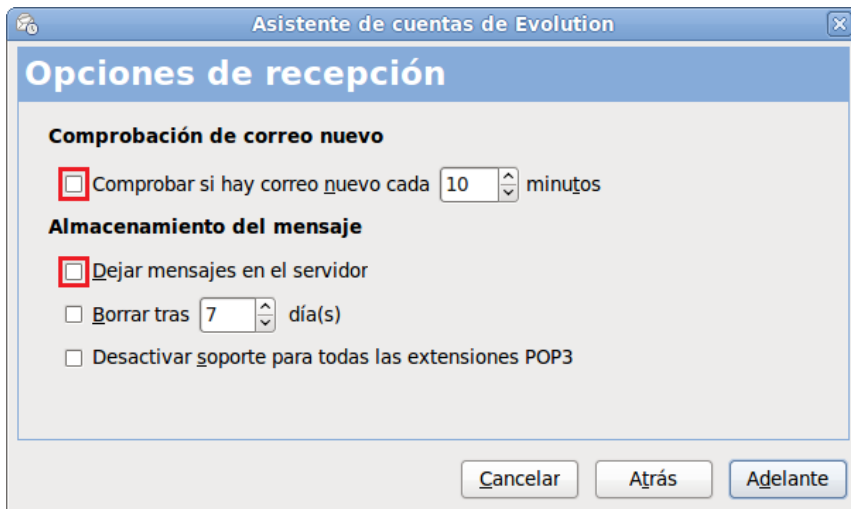 Asistente de cuentas de Evolution
Opciones de recepción
Comprobación de correo nuevo
Comprobar si hay correo nuevo cada 10 minutos
Almacenamiento del mensaje
Dejar mensajes en el servidor
Borrar tras 7 día(s)
Desactivar soporte para todas las extensiones POP3
Cancelar Atrás Adelante